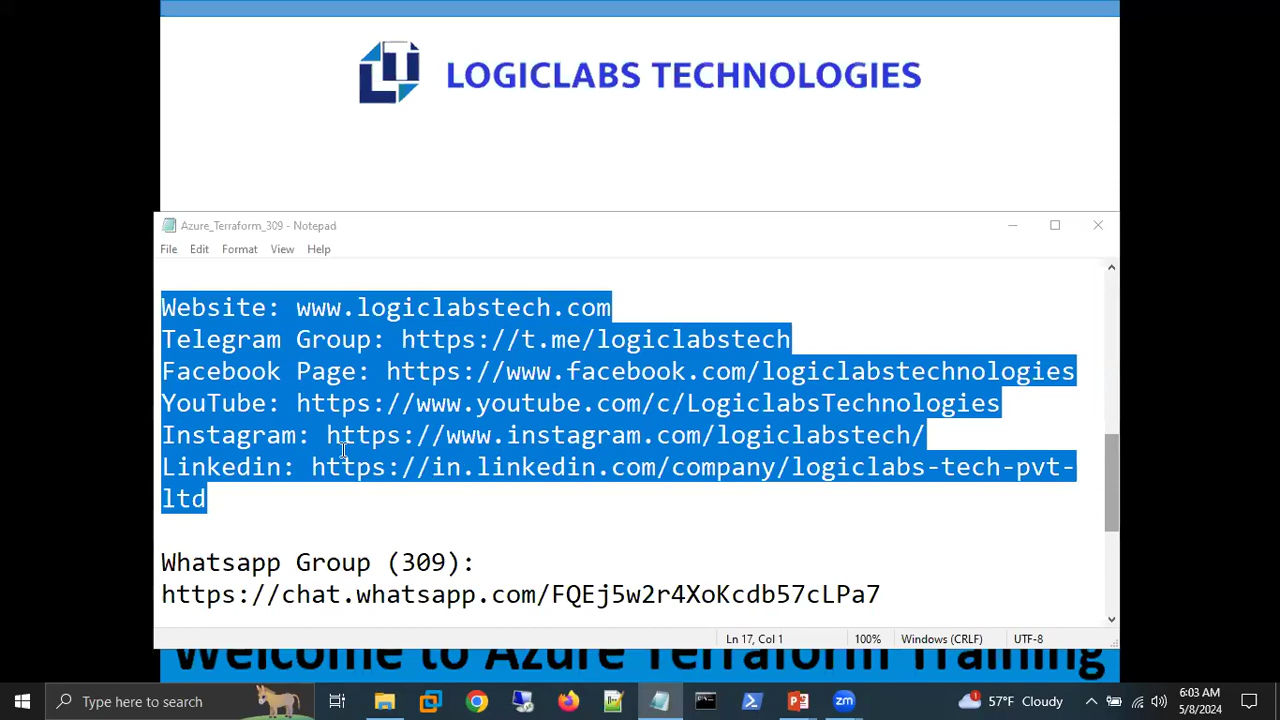 LOGICLABS TECHNOLOGIES
Azure_Terraform_309 - Notepad
File Edit Format View Help
Website: www.logiclabstech.com
Telegram Group: https://t.me/logiclabstech
Facebook Page: https://www.facebook.com/logiclabstechnologies
YouTube: https://www.youtube.com/c/LogiclabsTechnologies
Instagram: https://www.instagram.com/logiclabstech/
Linkedin: https://in.linkedin.com/company/logiclabs-tech-pvt-
ltd
Whatsapp Group (309):
https://chat.whatsapp.com/FQEj5w2r4XoKcdb57cLPa7
Ln 17, Col 1 100% Windows (CRLF) UTF-8
Welcome to Azure Terraform Training
Type here to search
zm
1
57°F Cloudy
6:03 AM
5/8/2024